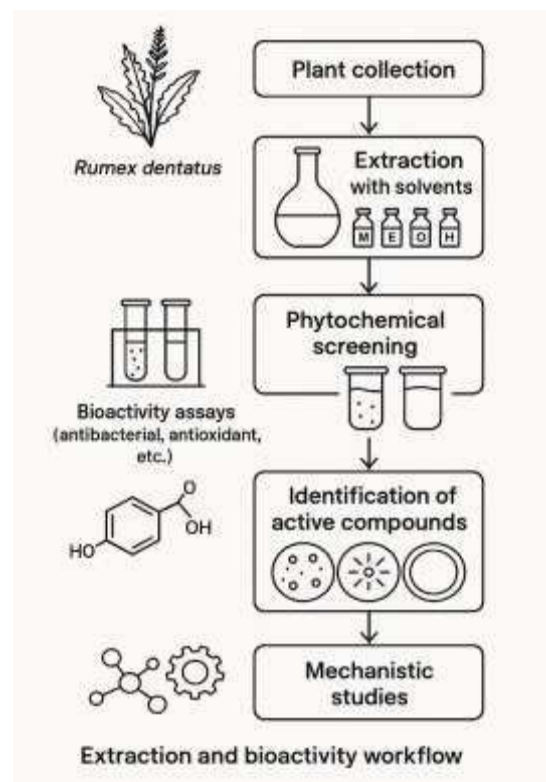 Plant collection
Rumex dentatus
Extraction
with solvents
M E O H
Phytochemical
screening
Bioactivity assays
(antibacterial, antioxidant,
etc.)
Identification of
active compounds
O
OH
HO
Mechanistic
studies
Extraction and bioactivity workflow